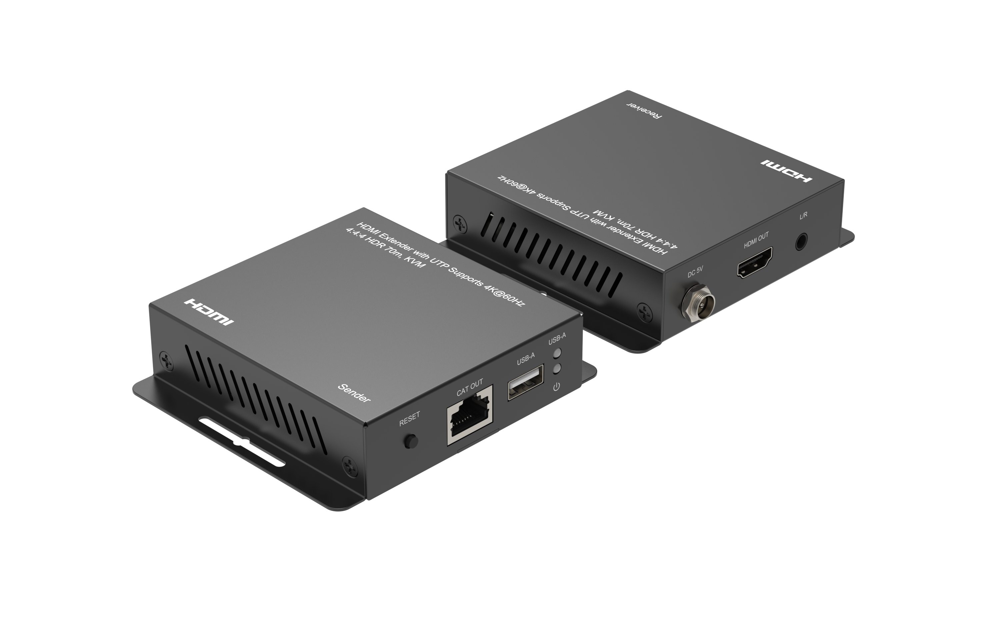 Receiver
HDMI
HDMI Extender with UTP Supports 4K@60Hz
4:4:4 HDR 70m, KVM
L/R
HDMI OUT
DC 5V
HDMI Extender with UTP Supports 4K@60Hz
4:4:4 HDR 70m, KVM
HDMI
Sender
USB-A
USB-A
CAT OUT
RESET